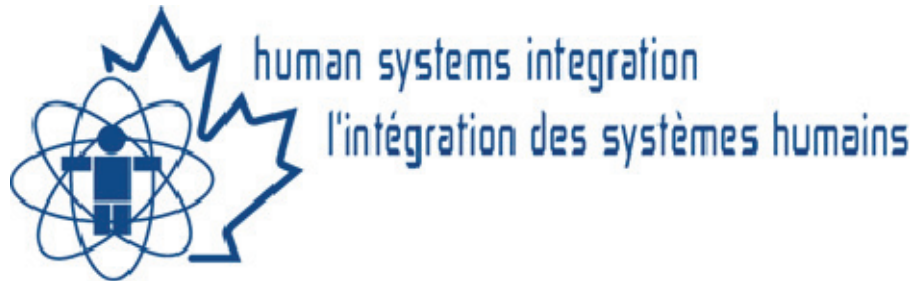 human systems integration
l'intégration des systèmes humains